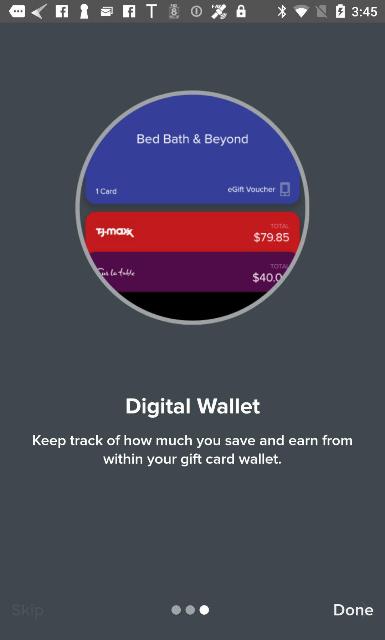 3:45
Bed Bath & Beyond
1 Card
eGift Voucher
TOTAL
T·J·maxx
$79.85
TOTAL
Sur la table
$40.0
Digital Wallet
Keep track of how much you save and earn from
within your gift card wallet.
Skip
Done